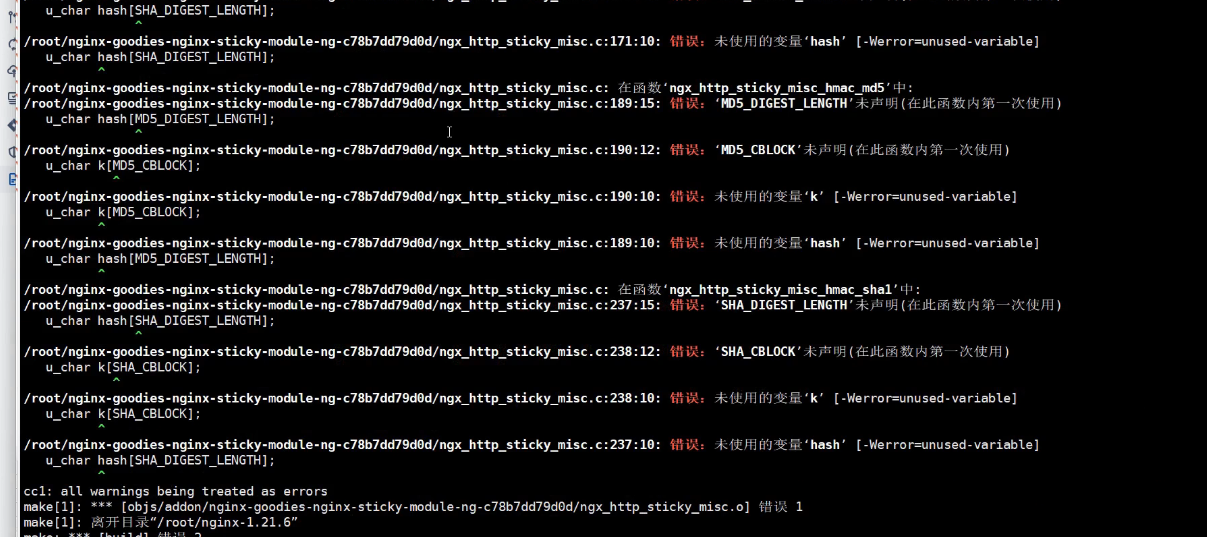 u_char hash[SHA_DIGEST_LENGTH];
^
/root/nginx-goodies-nginx-sticky-module-ng-c78b7dd79d0d/ngx_http_sticky_misc.c:171:10: 错误：未使用的变量‘hash’ [-Werror=unused-variable]
u_char hash[SHA_DIGEST_LENGTH];
^
/root/nginx-goodies-nginx-sticky-module-ng-c78b7dd79d0d/ngx_http_sticky_misc.c: 在函数‘ngx_http_sticky_misc_hmac_md5’中:
/root/nginx-goodies-nginx-sticky-module-ng-c78b7dd79d0d/ngx_http_sticky_misc.c:189:15: 错误：‘MD5_DIGEST_LENGTH’未声明(在此函数内第一次使用)
u_char hash[MD5_DIGEST_LENGTH];
^
/root/nginx-goodies-nginx-sticky-module-ng-c78b7dd79d0d/ngx_http_sticky_misc.c:190:12: 错误：‘MD5_CBLOCK’未声明(在此函数内第一次使用)
u_char k[MD5_CBLOCK];
^
/root/nginx-goodies-nginx-sticky-module-ng-c78b7dd79d0d/ngx_http_sticky_misc.c:190:10: 错误：未使用的变量‘k’ [-Werror=unused-variable]
u_char k[MD5_CBLOCK];
^
/root/nginx-goodies-nginx-sticky-module-ng-c78b7dd79d0d/ngx_http_sticky_misc.c:189:10: 错误：未使用的变量‘hash’ [-Werror=unused-variable]
u_char hash[MD5_DIGEST_LENGTH];
^
/root/nginx-goodies-nginx-sticky-module-ng-c78b7dd79d0d/ngx_http_sticky_misc.c: 在函数‘ngx_http_sticky_misc_hmac_sha1’中:
/root/nginx-goodies-nginx-sticky-module-ng-c78b7dd79d0d/ngx_http_sticky_misc.c:237:15: 错误：‘SHA_DIGEST_LENGTH’未声明(在此函数内第一次使用)
u_char hash[SHA_DIGEST_LENGTH];
^
/root/nginx-goodies-nginx-sticky-module-ng-c78b7dd79d0d/ngx_http_sticky_misc.c:238:12: 错误：‘SHA_CBLOCK’未声明(在此函数内第一次使用)
u_char k[SHA_CBLOCK];
^
/root/nginx-goodies-nginx-sticky-module-ng-c78b7dd79d0d/ngx_http_sticky_misc.c:238:10: 错误：未使用的变量‘k’ [-Werror=unused-variable]
u_char k[SHA_CBLOCK];
^
/root/nginx-goodies-nginx-sticky-module-ng-c78b7dd79d0d/ngx_http_sticky_misc.c:237:10: 错误：未使用的变量‘hash’ [-Werror=unused-variable]
u_char hash[SHA_DIGEST_LENGTH];
^
cc1: all warnings being treated as errors
make[1]: *** [objs/addon/nginx-goodies-nginx-sticky-module-ng-c78b7dd79d0d/ngx_http_sticky_misc.o] 错误 1
make[1]: 离开目录“/root/nginx-1.21.6”
make: *** [build] 错误 2